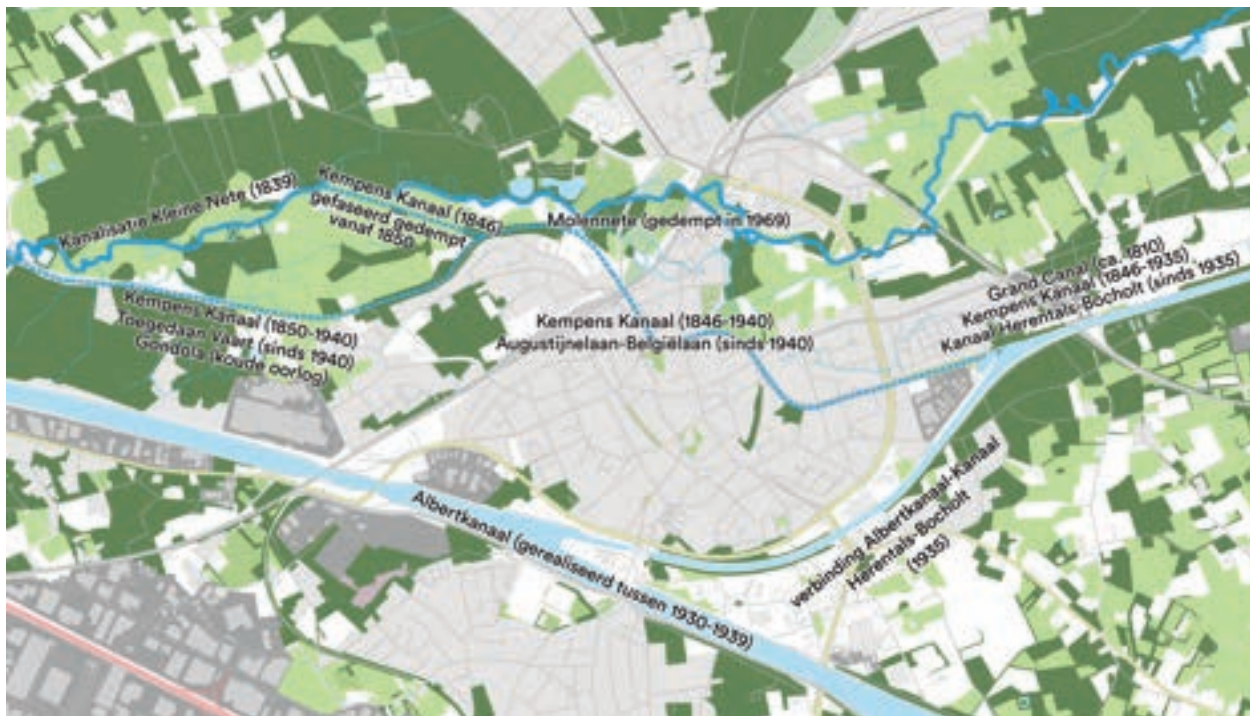 Kanalisatie Kleine Nete (1839)
Kempens Kanaal (1846)
gefaseerd gedempt
vanaf 1850
Molennete (gedempt in 1969)
Grand Canal (ca. 1810)
Kempens Kanaal (1846-1935)
Kanaal Herentals-Bocholt (sinds 1935)
Kempens Kanaal (1850-1940)
Toegedaan Vaart (sinds 1940)
Gondola (koude oorlog)
Kempens Kanaal (1846-1940)
Augustijnelaan-Belgiëlaan (sinds 1940)
Albertkanaal (gerealiseerd tussen 1930-1939)
verbinding Albertkanaal-Kanaal
Herentals-Bocholt
(1935)